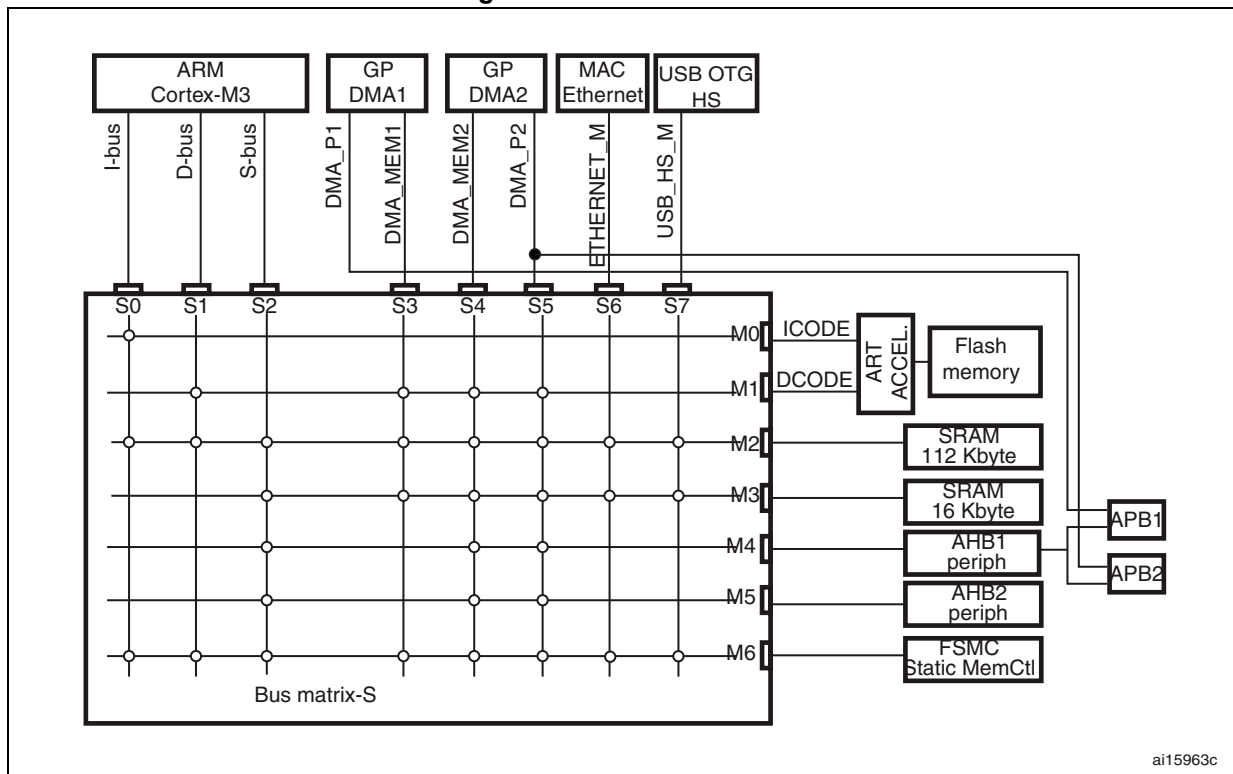 ARM
Cortex-M3
GP
DMA1
GP
DMA2
MAC
Ethernet
USB OTG
HS
I-bus
D-bus
S-bus
DMA_P1
DMA_MEM1
DMA_MEM2
DMA_P2
ETHERNET_M
USB_HS_M
S0
S1
S2
S3
S4
S5
S6
S7
M0
ICODE
M1
DCODE
ART
ACCEL.
Flash
memory
M2
SRAM
112 Kbyte
M3
SRAM
16 Kbyte
M4
AHB1
periph
M5
AHB2
periph
M6
FSMC
Static MemCtl
APB1
APB2
Bus matrix-S
ai15963c